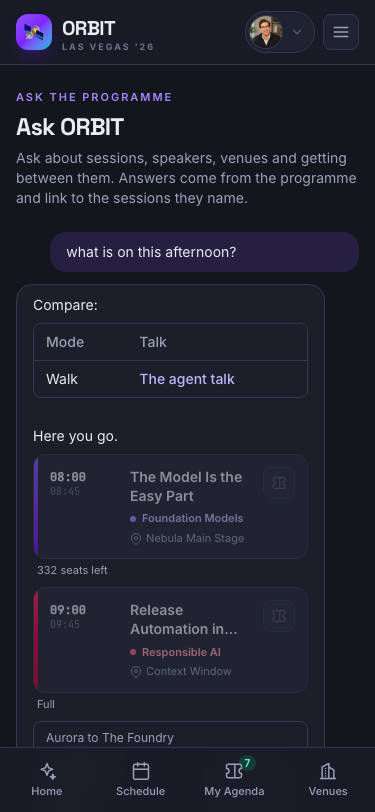 ORBIT
LAS VEGAS '26
ASK THE PROGRAMME
Ask ORBIT
Ask about sessions, speakers, venues and getting
between them. Answers come from the programme
and link to the sessions they name.
what is on this afternoon?
Compare:
Mode Talk
Walk The agent talk
Here you go.
08:00 The Model Is the
08:45 Easy Part
Foundation Models
Nebula Main Stage
332 seats left
09:00 Release
09:45 Automation in...
Responsible AI
Context Window
Full
Aurora to The Foundry
7
Home Schedule My Agenda Venues